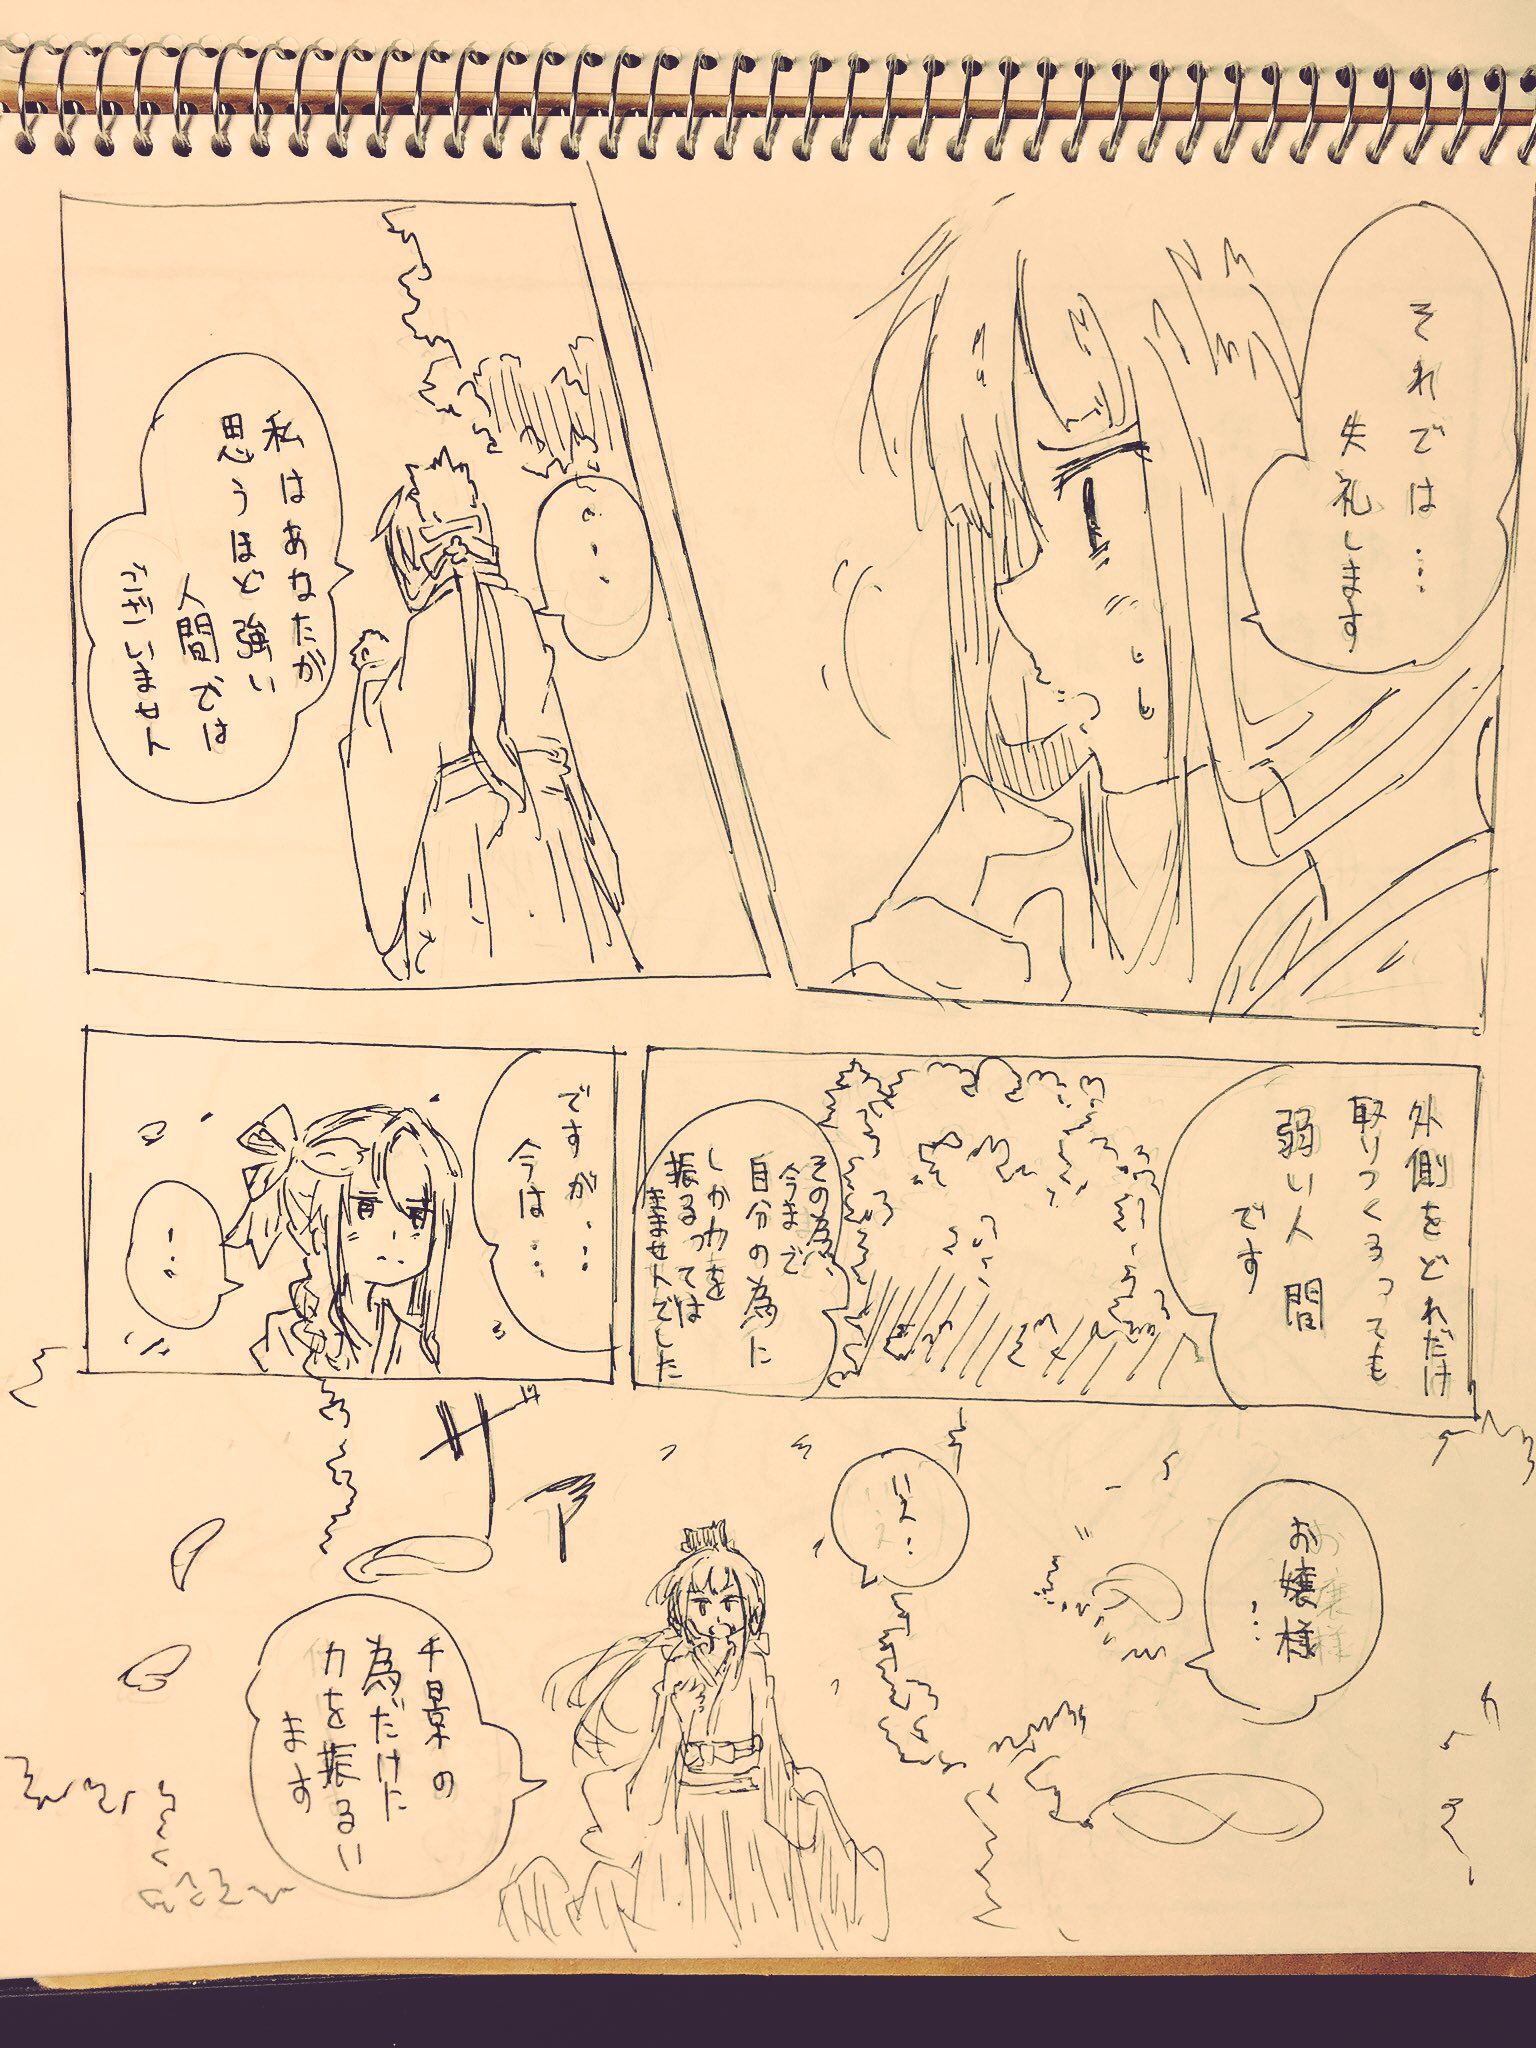 それでは…
失礼します
…
私はあなたが
思うほど強い
人間では
ございません
外側をどれだけ
取りつくろっても
弱い人間
です
その為、
今まで
自分の為に
しか力を
振るっては
きませんでした
ですが…
今は…
…
お嬢様
…
ええ…
千景の
為だけに
力を振るい
ます